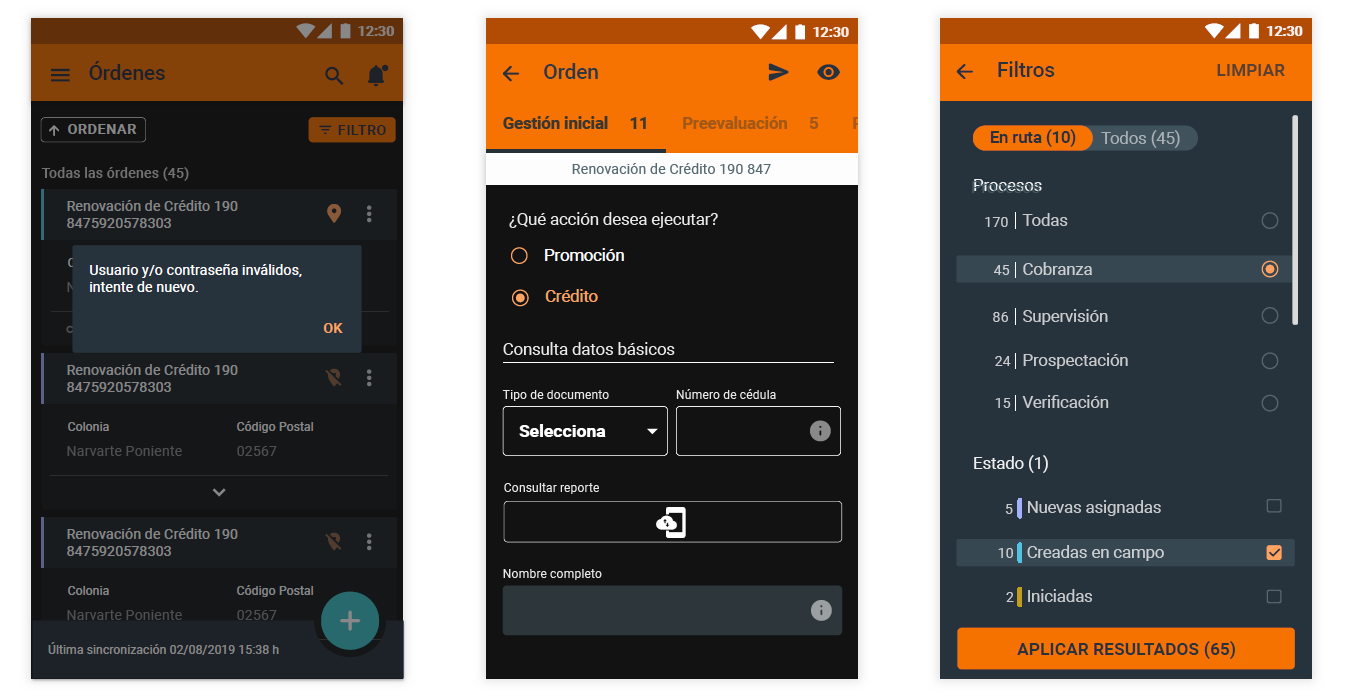 12:30
Órdenes
ORDENAR
FILTRO
Todas las órdenes (45)
Renovación de Crédito 190
8475920578303
Usuario y/o contraseña inválidos,
intente de nuevo.
OK
Renovación de Crédito 190
8475920578303
Colonia Código Postal
Narvarte Poniente 02567
Renovación de Crédito 190
8475920578303
Colonia Código Postal
Narvarte Poniente 02567
Última sincronización 02/08/2019 15:38 h
12:30
Orden
Gestión inicial 11 Preevaluación 5
Renovación de Crédito 190 847
¿Qué acción desea ejecutar?
Promoción
Crédito
Consulta datos básicos
Tipo de documento Número de cédula
Selecciona
Consultar reporte
Nombre completo
12:30
Filtros LIMPIAR
En ruta (10) Todos (45)
Procesos
170 Todas
45 Cobranza
86 Supervisión
24 Prospectación
15 Verificación
Estado (1)
5 Nuevas asignadas
10 Creadas en campo
2 Iniciadas
APLICAR RESULTADOS (65)